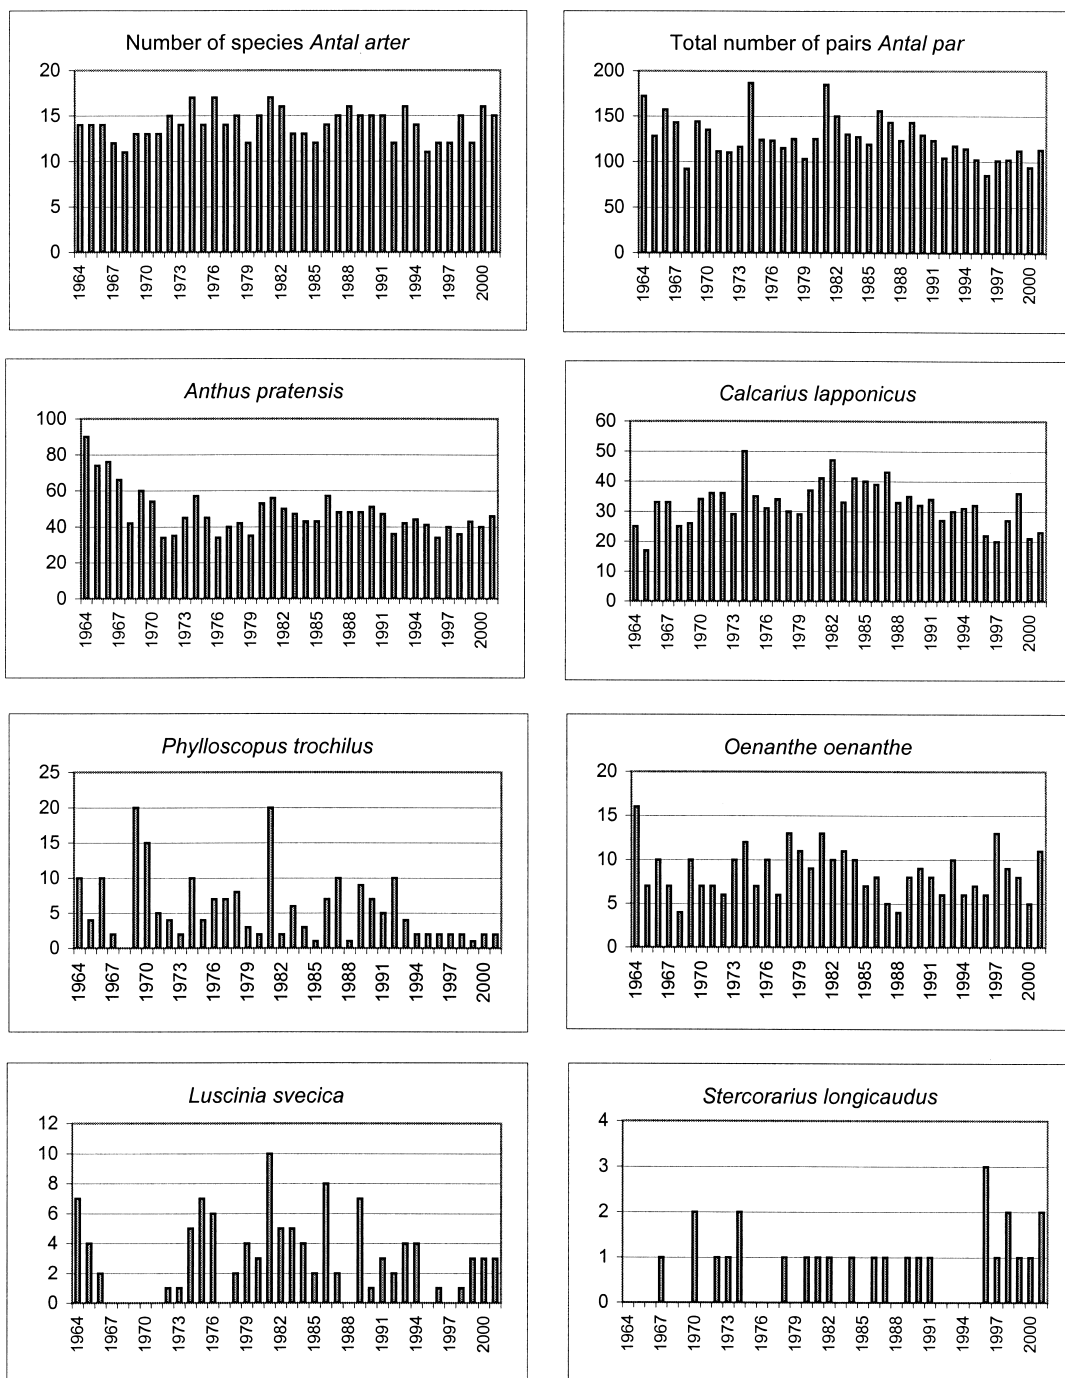 Number of species Antal arter
20
15
10
5
0
1964 1967 1970 1973 1976 1979 1982 1985 1988 1991 1994 1997 2000
Total number of pairs Antal par
200
150
100
50
0
1964 1967 1970 1973 1976 1979 1982 1985 1988 1991 1994 1997 2000
Anthus pratensis
100
80
60
40
20
0
1964 1967 1970 1973 1976 1979 1982 1985 1988 1991 1994 1997 2000
Calcarius lapponicus
60
50
40
30
20
10
0
1964 1967 1970 1973 1976 1979 1982 1985 1988 1991 1994 1997 2000
Phylloscopus trochilus
25
20
15
10
5
0
1964 1967 1970 1973 1976 1979 1982 1985 1988 1991 1994 1997 2000
Oenanthe oenanthe
20
15
10
5
0
1964 1967 1970 1973 1976 1979 1982 1985 1988 1991 1994 1997 2000
Luscinia svecica
12
10
8
6
4
2
0
1964 1967 1970 1973 1976 1979 1982 1985 1988 1991 1994 1997 2000
Stercorarius longicaudus
4
3
2
1
0
1964 1967 1970 1973 1976 1979 1982 1985 1988 1991 1994 1997 2000